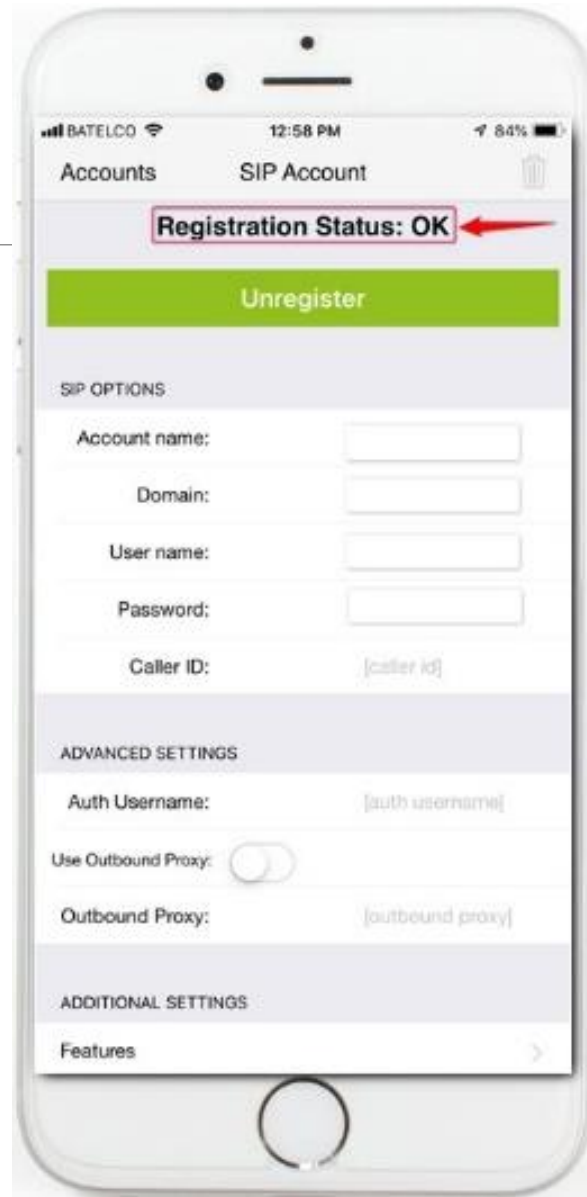 BATELCO 12:58 PM 84%
Accounts SIP Account
Registration Status: OK
Unregister
SIP OPTIONS
Account name:
Domain:
User name:
Password:
Caller ID: [caller id]
ADVANCED SETTINGS
Auth Username: [auth username]
Use Outbound Proxy:
Outbound Proxy: [outbound proxy]
ADDITIONAL SETTINGS
Features